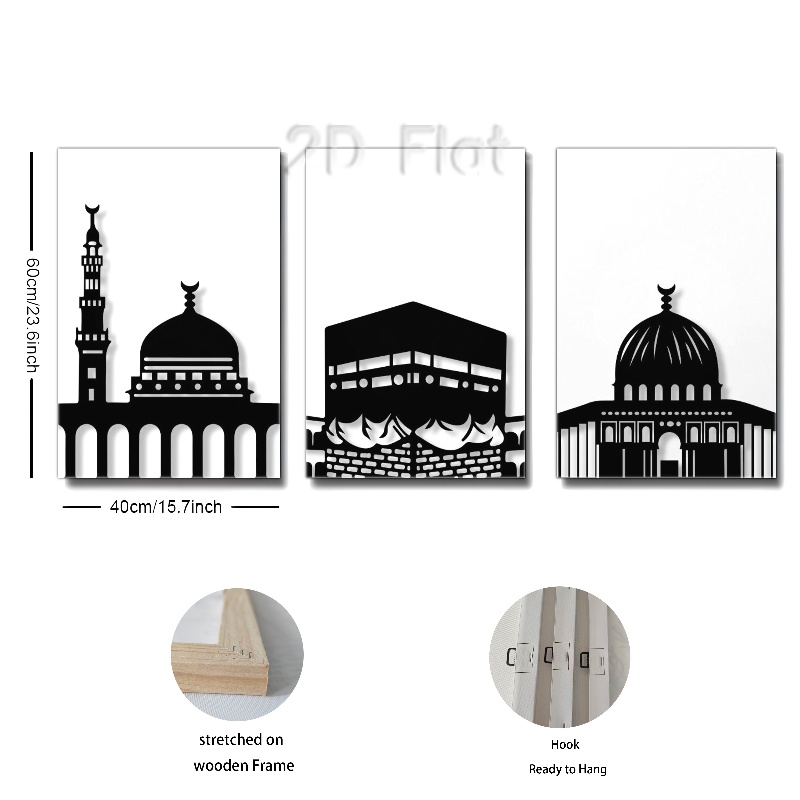 2D Flat
60cm/23.6inch
40cm/15.7inch
stretched on
wooden Frame
Hook
Ready to Hang